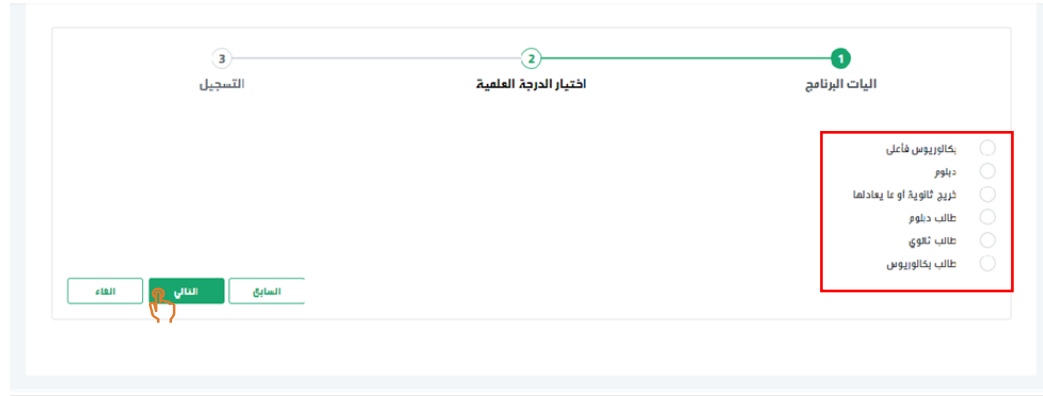 1
اليات البرنامج
2
اختيار الدرجة العلمية
3
التسجيل
بكالوريوس فأعلى
دبلوم
خريج ثانوية او ما يعادلها
طالب دبلوم
طالب ثانوي
طالب بكالوريوس
السابق
التالي
الغاء